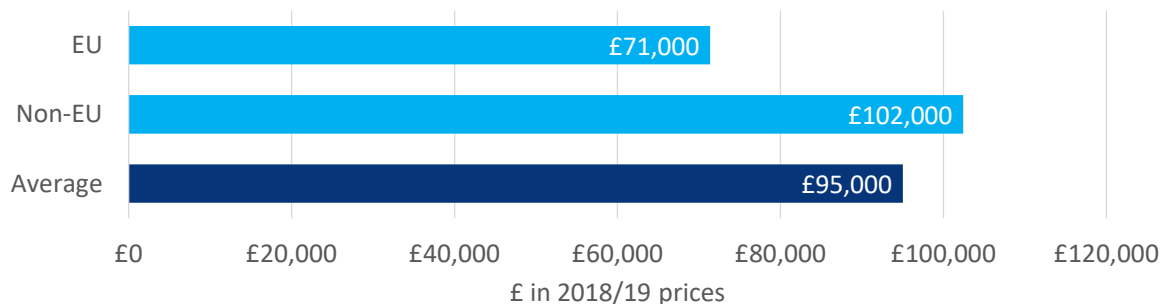 EU £71,000
Non-EU £102,000
Average £95,000
£0 £20,000 £40,000 £60,000 £80,000 £100,000 £120,000
£ in 2018/19 prices